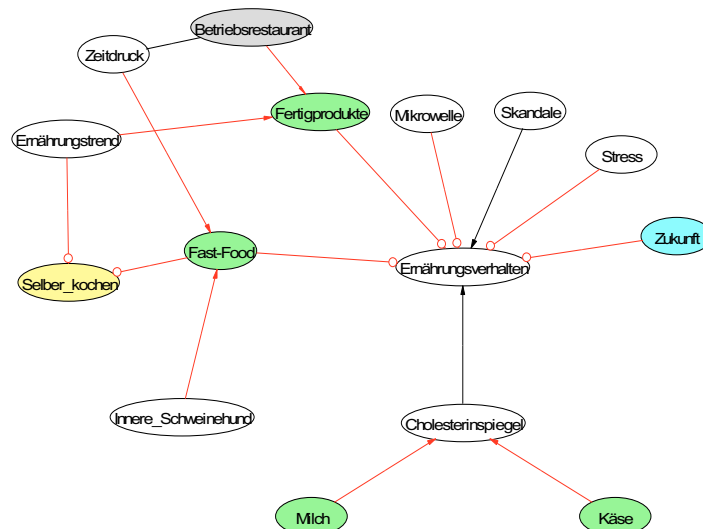 Betriebsrestaurant
Zeitdruck
Fertigprodukte
Mikrowelle
Skandale
Ernährungstrend
Stress
Zukunft
Fast-Food
Ernährungsverhalten
Selber_kochen
Innere_Schweinehund
Cholesterinspiegel
Milch
Käse